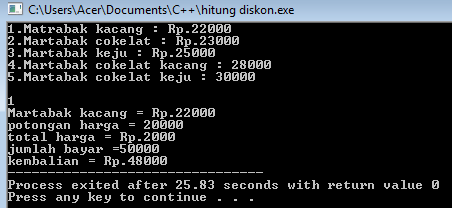 C:\Users\Acer\Documents\C++\hitung diskon.exe
1.Matrabak kacang : Rp.22000
2.Martabak cokelat : Rp.23000
3.Martabak keju : Rp.25000
4.Martabak cokelat kacang : 28000
5.Martabak cokelat keju : 30000
1
Martabak kacang = Rp.22000
potongan harga = 20000
total harga = Rp.2000
jumlah bayar =50000
kembalian = Rp.48000
--------------------------------
Process exited after 25.83 seconds with return value 0
Press any key to continue . . .